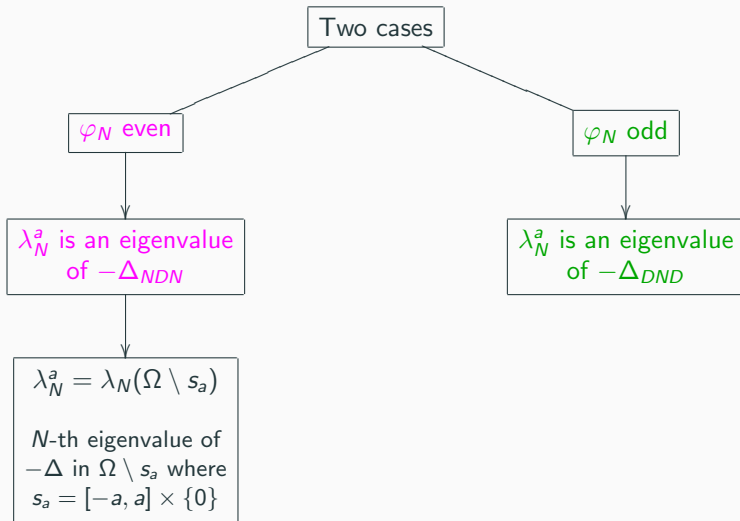 Two cases
φ_N even
φ_N odd
λ_N^a is an eigenvalue
of −Δ_{NDN}
λ_N^a is an eigenvalue
of −Δ_{DND}
λ_N^a = λ_N(Ω \ s_a)
N-th eigenvalue of
−Δ in Ω \ s_a where
s_a = [−a, a] × {0}